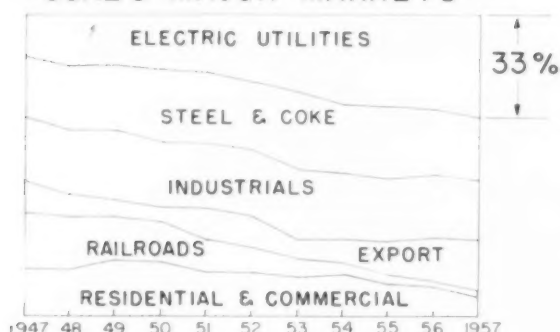 ELECTRIC UTILITIES
33%
STEEL & COKE
INDUSTRIALS
RAILROADS
EXPORT
RESIDENTIAL & COMMERCIAL
1947 48 49 50 51 52 53 54 55 56 1957